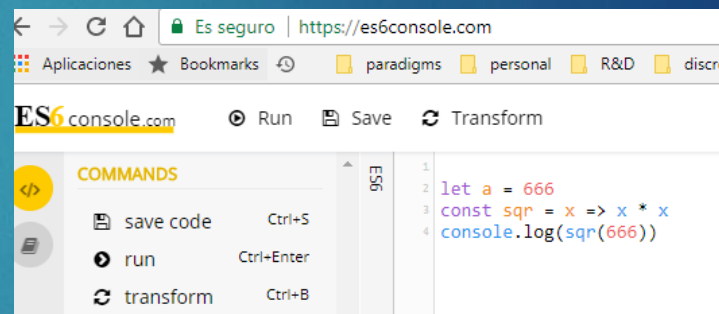 Es seguro https://es6console.com
Aplicaciones Bookmarks paradigms personal R&D
ES6console.com Run Save Transform
COMMANDS
save code Ctrl+S
run Ctrl+Enter
transform Ctrl+B
ES6
1
2 let a = 666
3 const sqr = x => x * x
4 console.log(sqr(666))